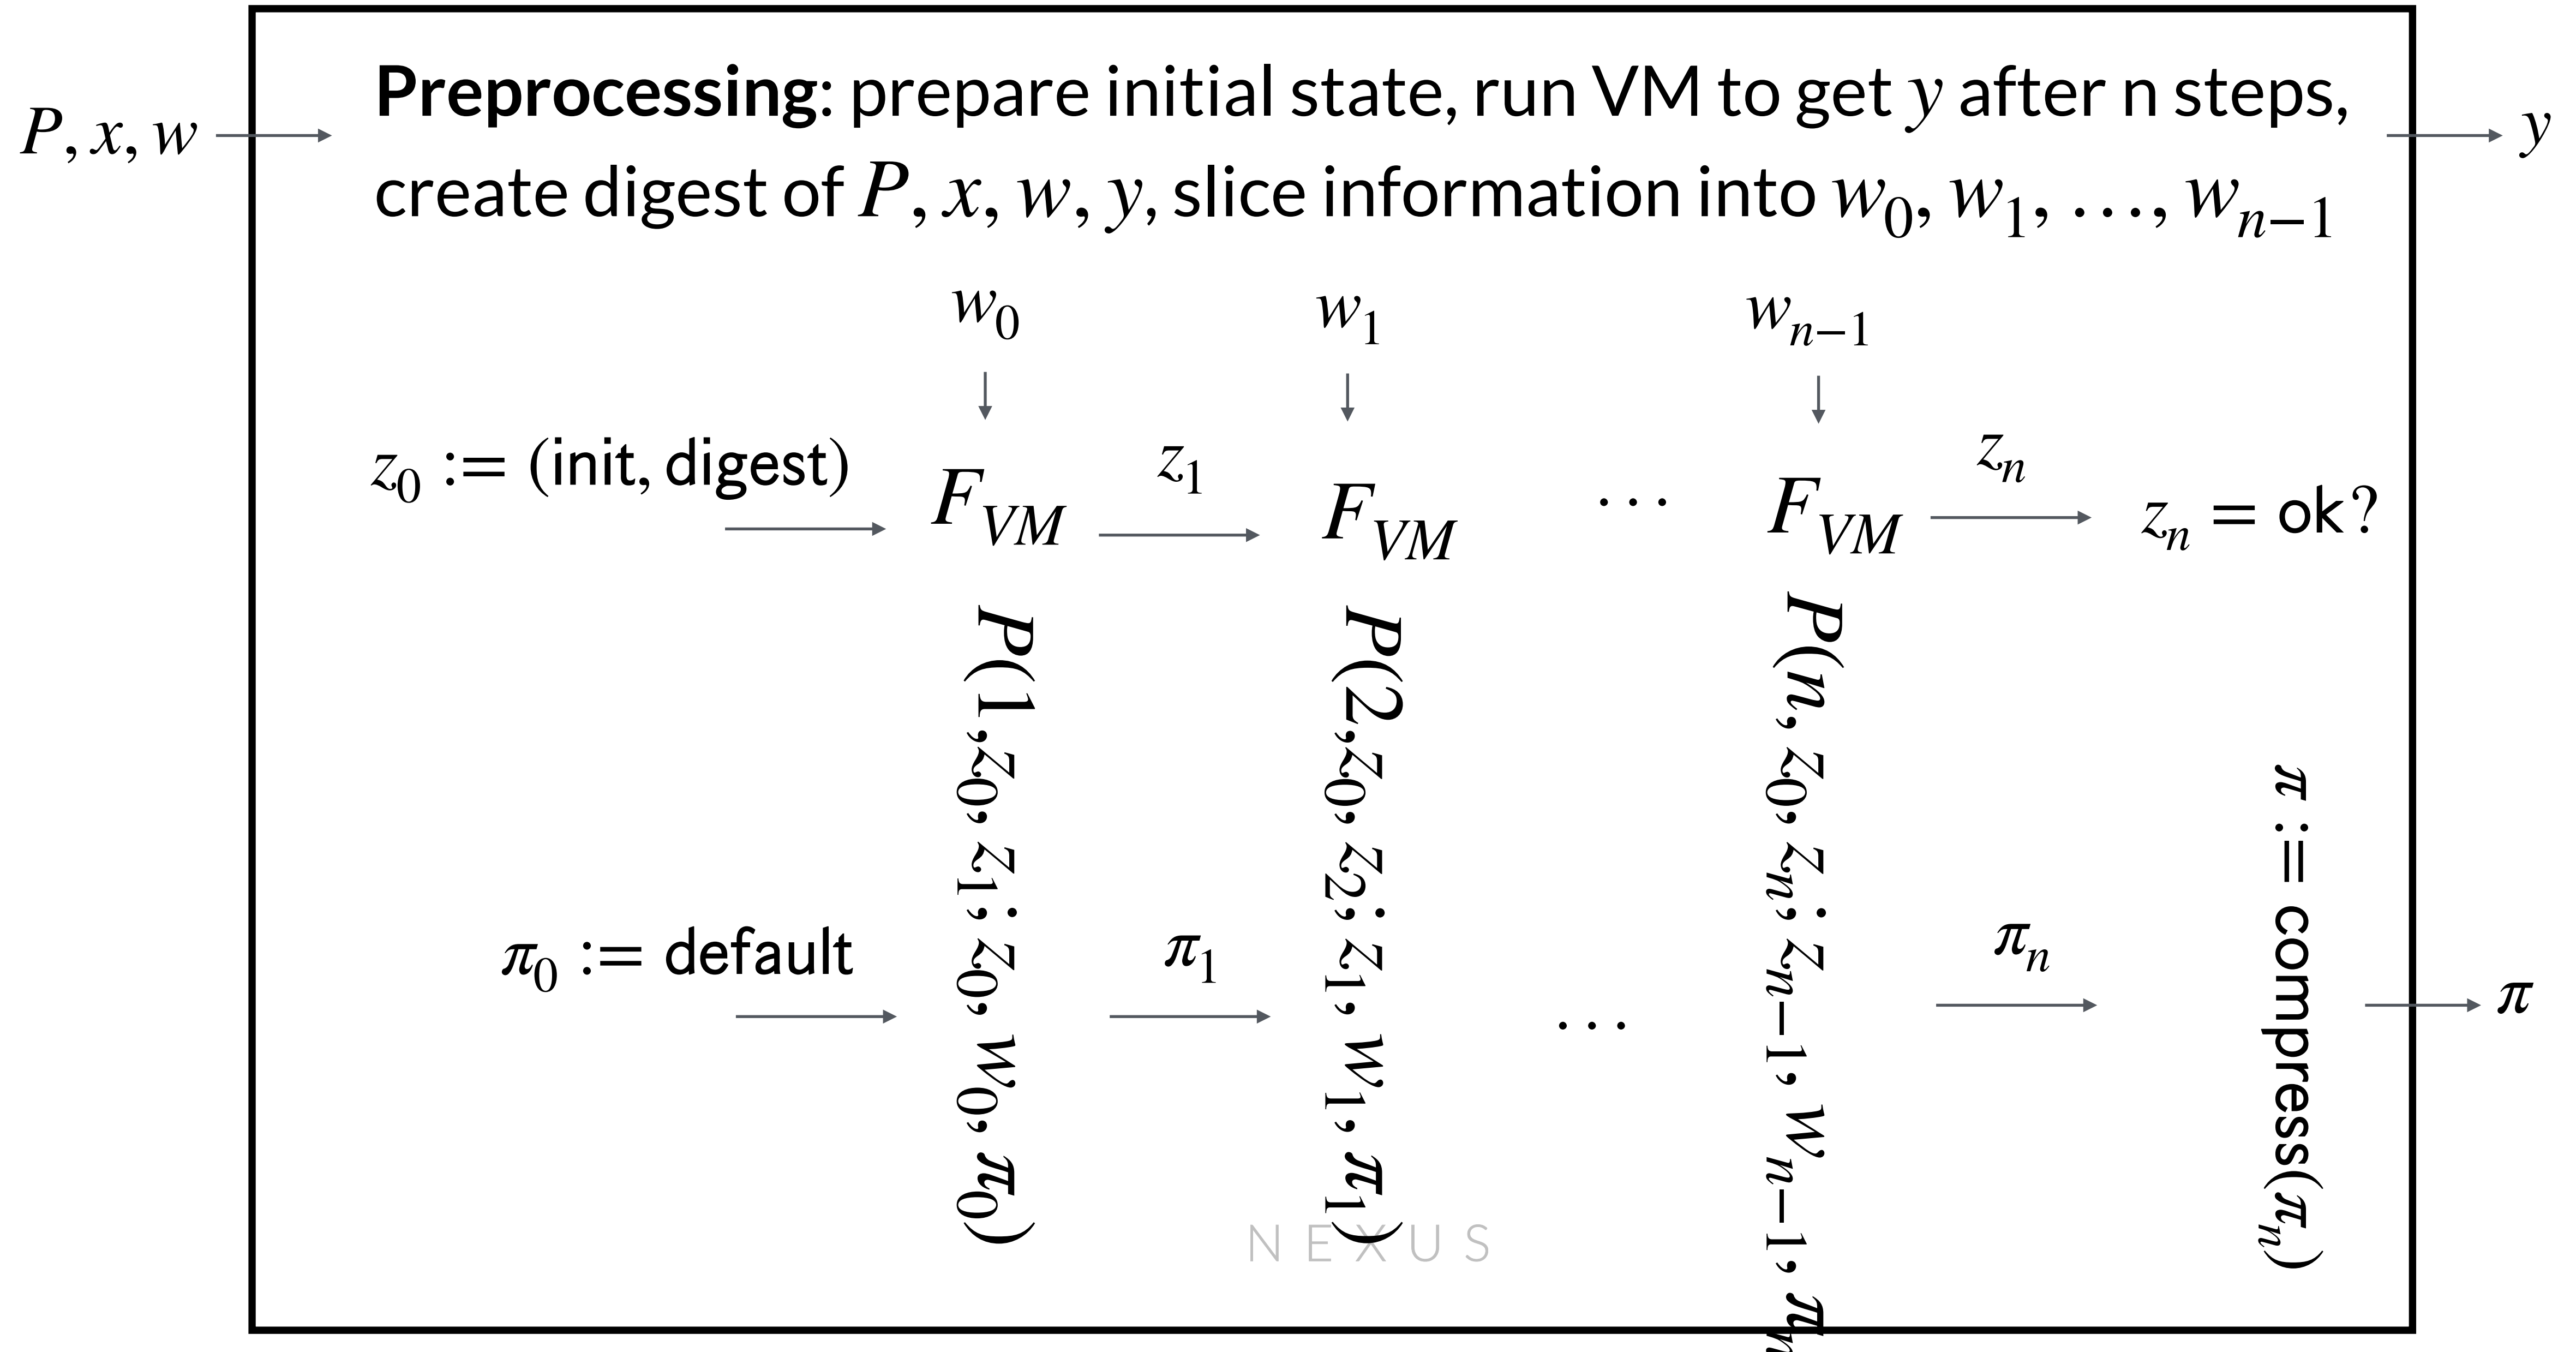 Preprocessing: prepare initial state, run VM to get y after n steps,
P, x, w
y
create digest of P, x, w, y, slice information into w₀, w₁, …, wₙ₋₁
w₀
w₁
wₙ₋₁
z₀ := (init, digest)
F_VM
z₁
F_VM
…
F_VM
zₙ
zₙ = ok?
P(1,z₀, z₁; z₀, w₀, π₀)
P(2,z₀, z₂; z₁, w₁, π₁)
P(n, z₀, zₙ; zₙ₋₁, wₙ₋₁, π
π₀ := default
π₁
…
πₙ
π := compress(πₙ)
π
NEXUS